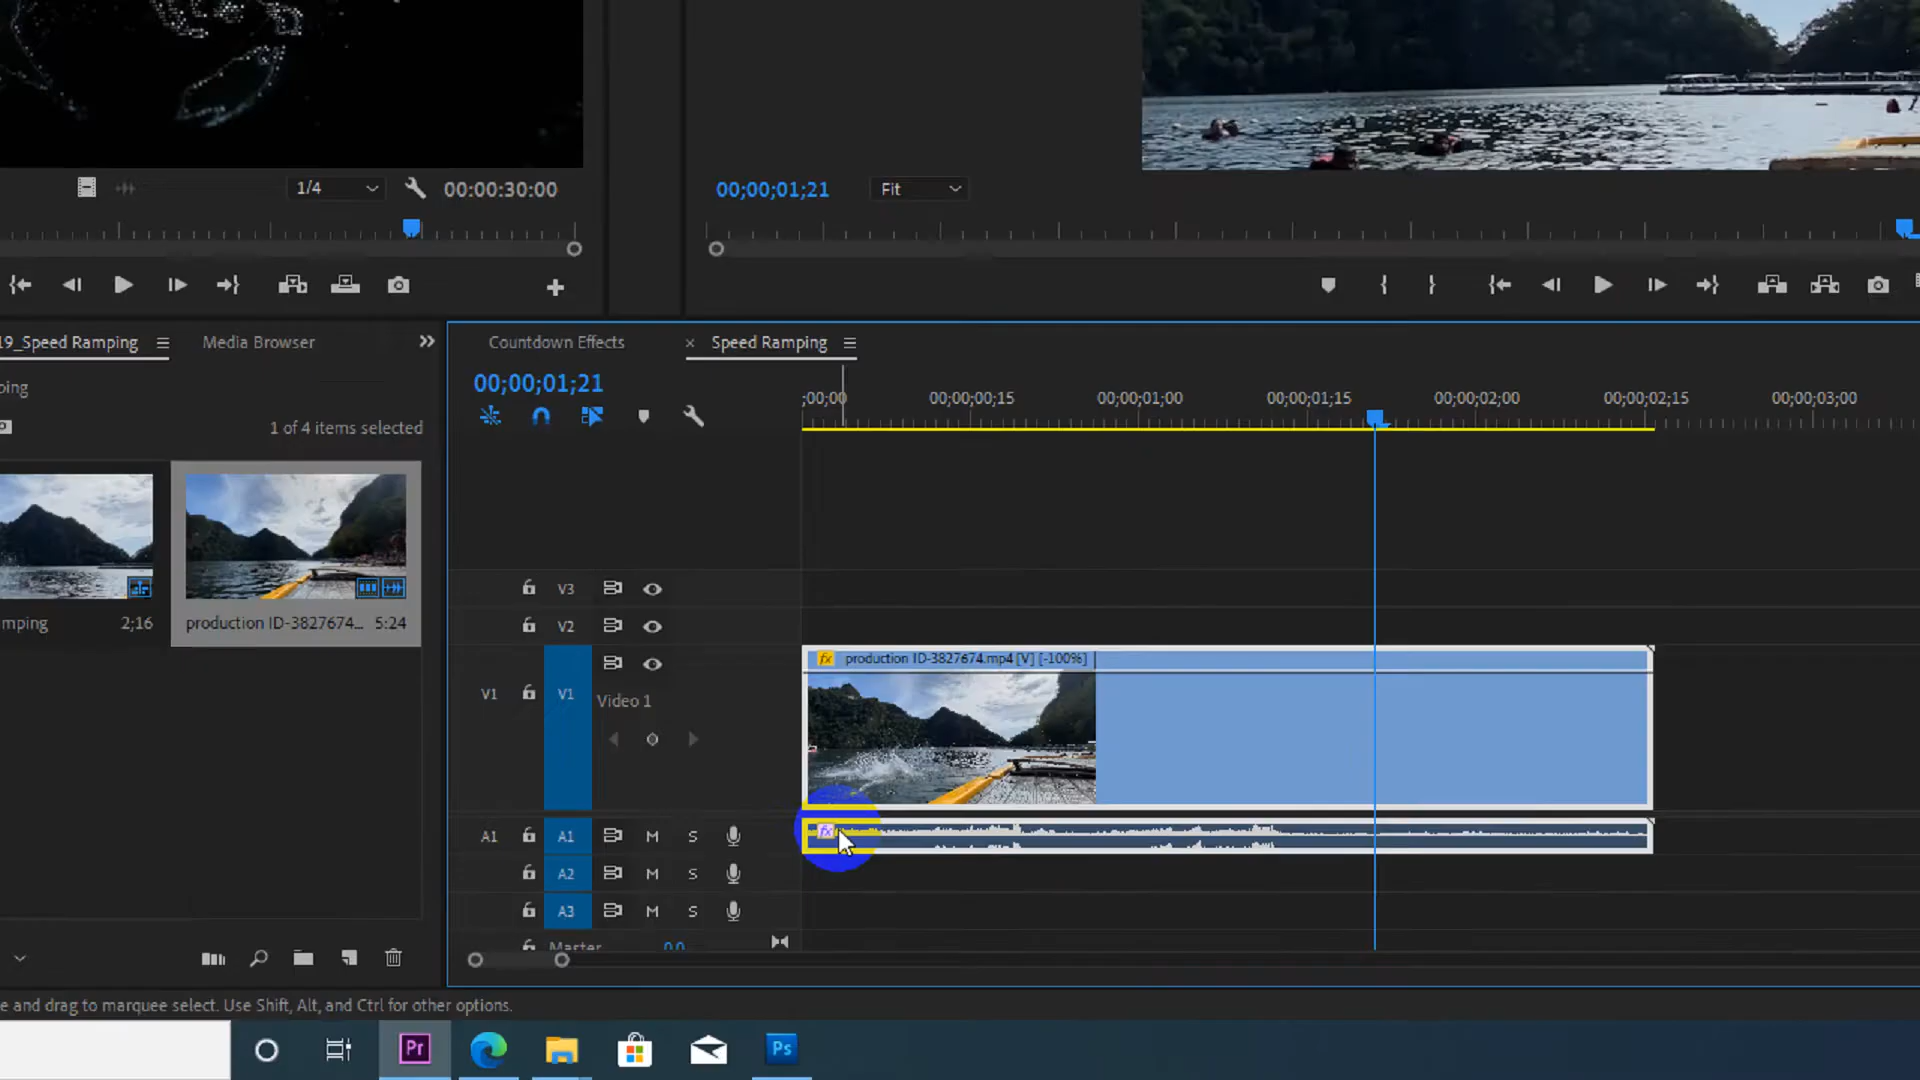 1/4
00:00:30:00
00;00;01;21
Fit
19_Speed Ramping
Media Browser
ping
1 of 4 items selected
mping 2;16
production ID-3827674... 5:24
Countdown Effects
× Speed Ramping
00;00;01;21
;00;00
00;00;00;15
00;00;01;00
00;00;01;15
00;00;02;00
00;00;02;15
00;00;03;00
V3
V2
V1 V1
Video 1
fx production ID-3827674.mp4 [V] [-100%]
fx
A1 A1 M S
A2 M S
A3 M S
Master 0.0
e and drag to marquee select. Use Shift, Alt, and Ctrl for other options.
Pr
Ps